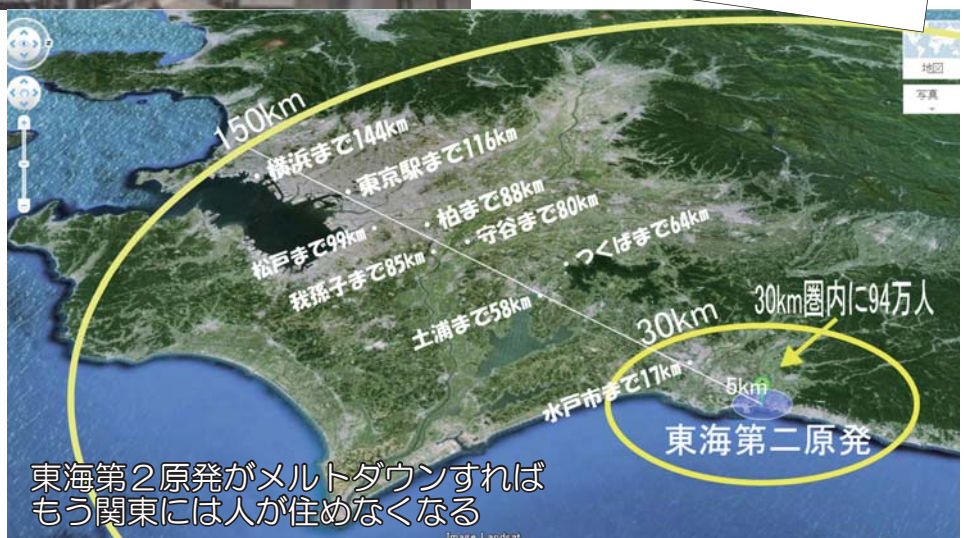 地図
写真
150km
・横浜まで144km
・東京駅まで116km
・柏まで88km
・守谷まで80km
松戸まで99km・
・つくばまで64km
我孫子まで85km・
30km圏内に94万人
土浦まで58km・
30km
水戸市まで17km・
5km
東海第二原発
東海第２原発がメルトダウンすれば
もう関東には人が住めなくなる
Image Landsat